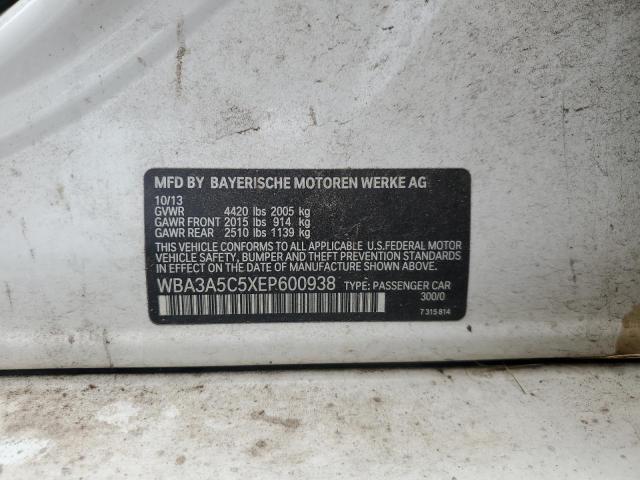 MFD BY BAYERISCHE MOTOREN WERKE AG
10/13
GVWR 4420 lbs 2005 kg
GAWR FRONT 2015 lbs 914 kg
GAWR REAR 2510 lbs 1139 kg
THIS VEHICLE CONFORMS TO ALL APPLICABLE U.S.FEDERAL MOTOR
VEHICLE SAFETY, BUMPER, AND THEFT PREVENTION
STANDARDS IN EFFECT ON THE DATE OF MANUFACTURE SHOWN ABOVE.
WBA3A5C5XEP600938 TYPE: PASSENGER CAR
300/0
7 315 814